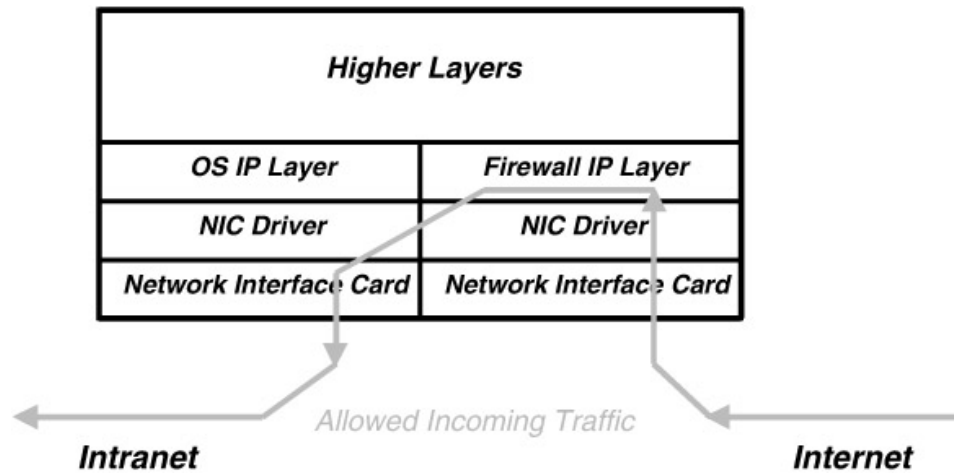 Higher Layers
OS IP Layer
Firewall IP Layer
NIC Driver
NIC Driver
Network Interface Card
Network Interface Card
Allowed Incoming Traffic
Intranet
Internet